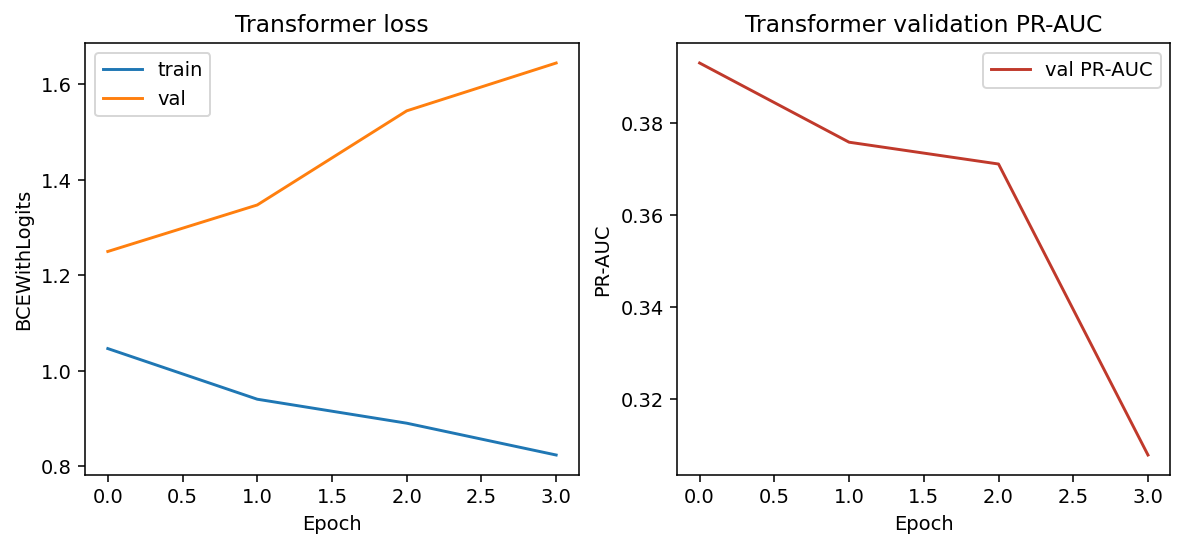 Transformer loss
train
val
BCEWithLogits
1.6
1.4
1.2
1.0
0.8
0.0 0.5 1.0 1.5 2.0 2.5 3.0
Epoch
Transformer validation PR-AUC
val PR-AUC
PR-AUC
0.38
0.36
0.34
0.32
0.0 0.5 1.0 1.5 2.0 2.5 3.0
Epoch